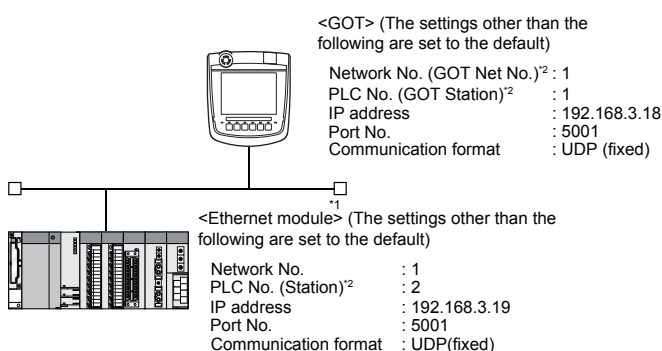 <GOT> (The settings other than the
following are set to the default)
Network No. (GOT Net No.)*2 : 1
PLC No. (GOT Station)*2 : 1
IP address : 192.168.3.18
Port No. : 5001
Communication format : UDP (fixed)
*1
<Ethernet module> (The settings other than the
following are set to the default)
Network No. : 1
PLC No. (Station)*2 : 2
IP address : 192.168.3.19
Port No. : 5001
Communication format : UDP(fixed)